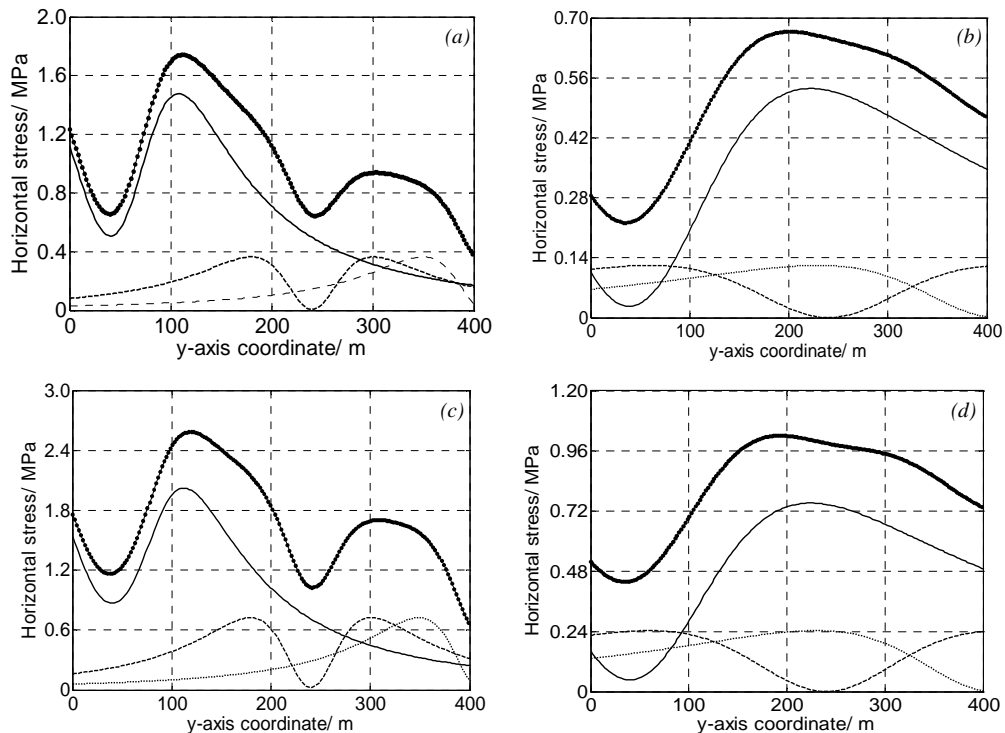 2.0
1.6
1.2
0.8
0.4
0
0 100 200 300 400
Horizontal stress/ MPa
y-axis coordinate/ m
(a)
0.70
0.56
0.42
0.28
0.14
0
0 100 200 300 400
Horizontal stress/ MPa
y-axis coordinate/ m
(b)
3.0
2.4
1.8
1.2
0.6
0
0 100 200 300 400
Horizontal stress/ MPa
y-axis coordinate/ m
(c)
1.20
0.96
0.72
0.48
0.24
0
0 100 200 300 400
Horizontal stress/ MPa
y-axis coordinate/ m
(d)